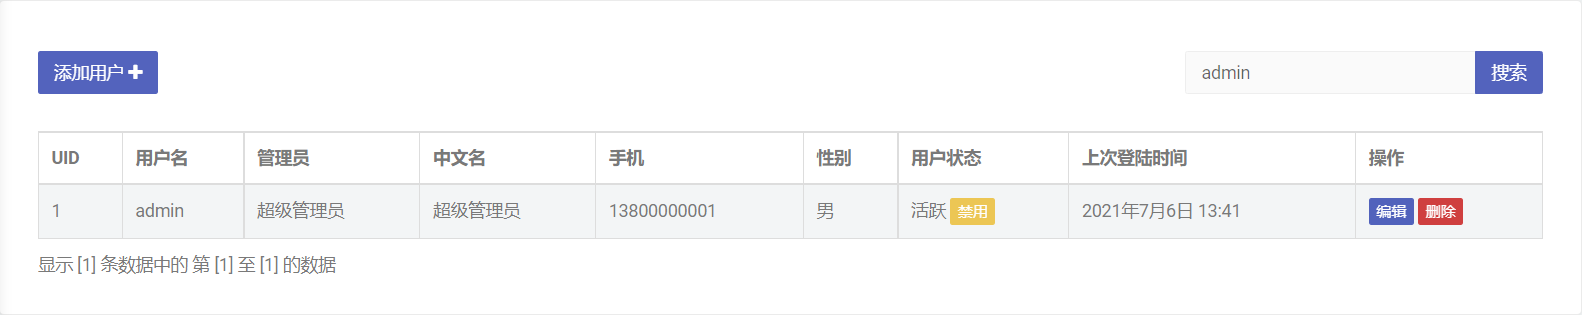 添加用户
admin 搜索
UID 用户名 管理员 中文名 手机 性别 用户状态 上次登陆时间 操作
1 admin 超级管理员 超级管理员 13800000001 男 活跃 禁用 2021年7月6日 13:41 编辑 删除
显示 [1] 条数据中的 第 [1] 至 [1] 的数据